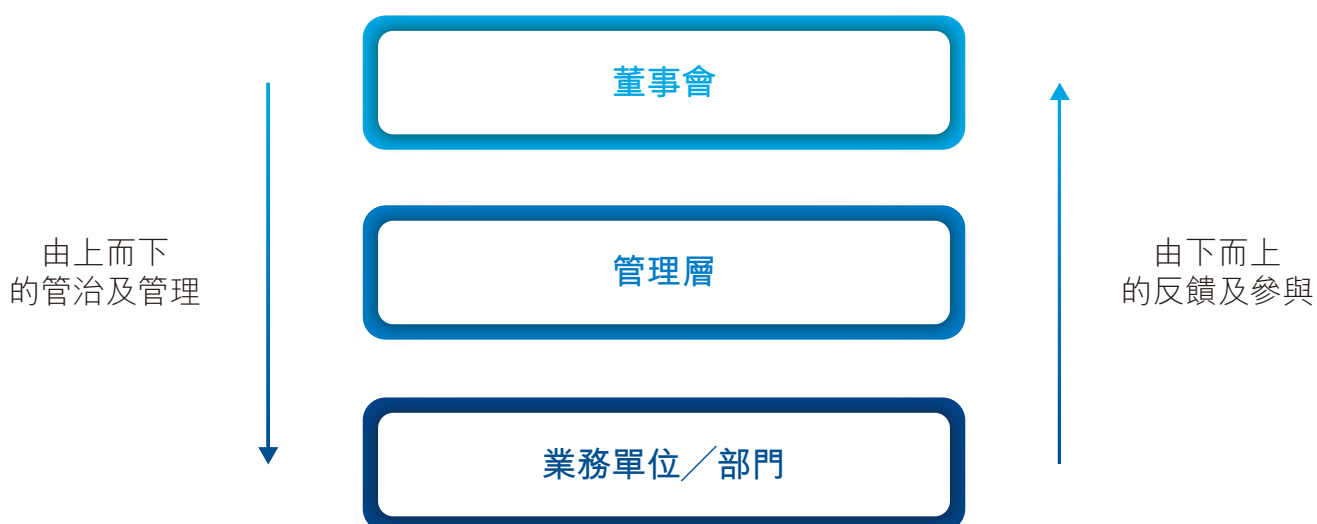 董事會
由上而下
的管治及管理
管理層
由下而上
的反饋及參與
業務單位／部門